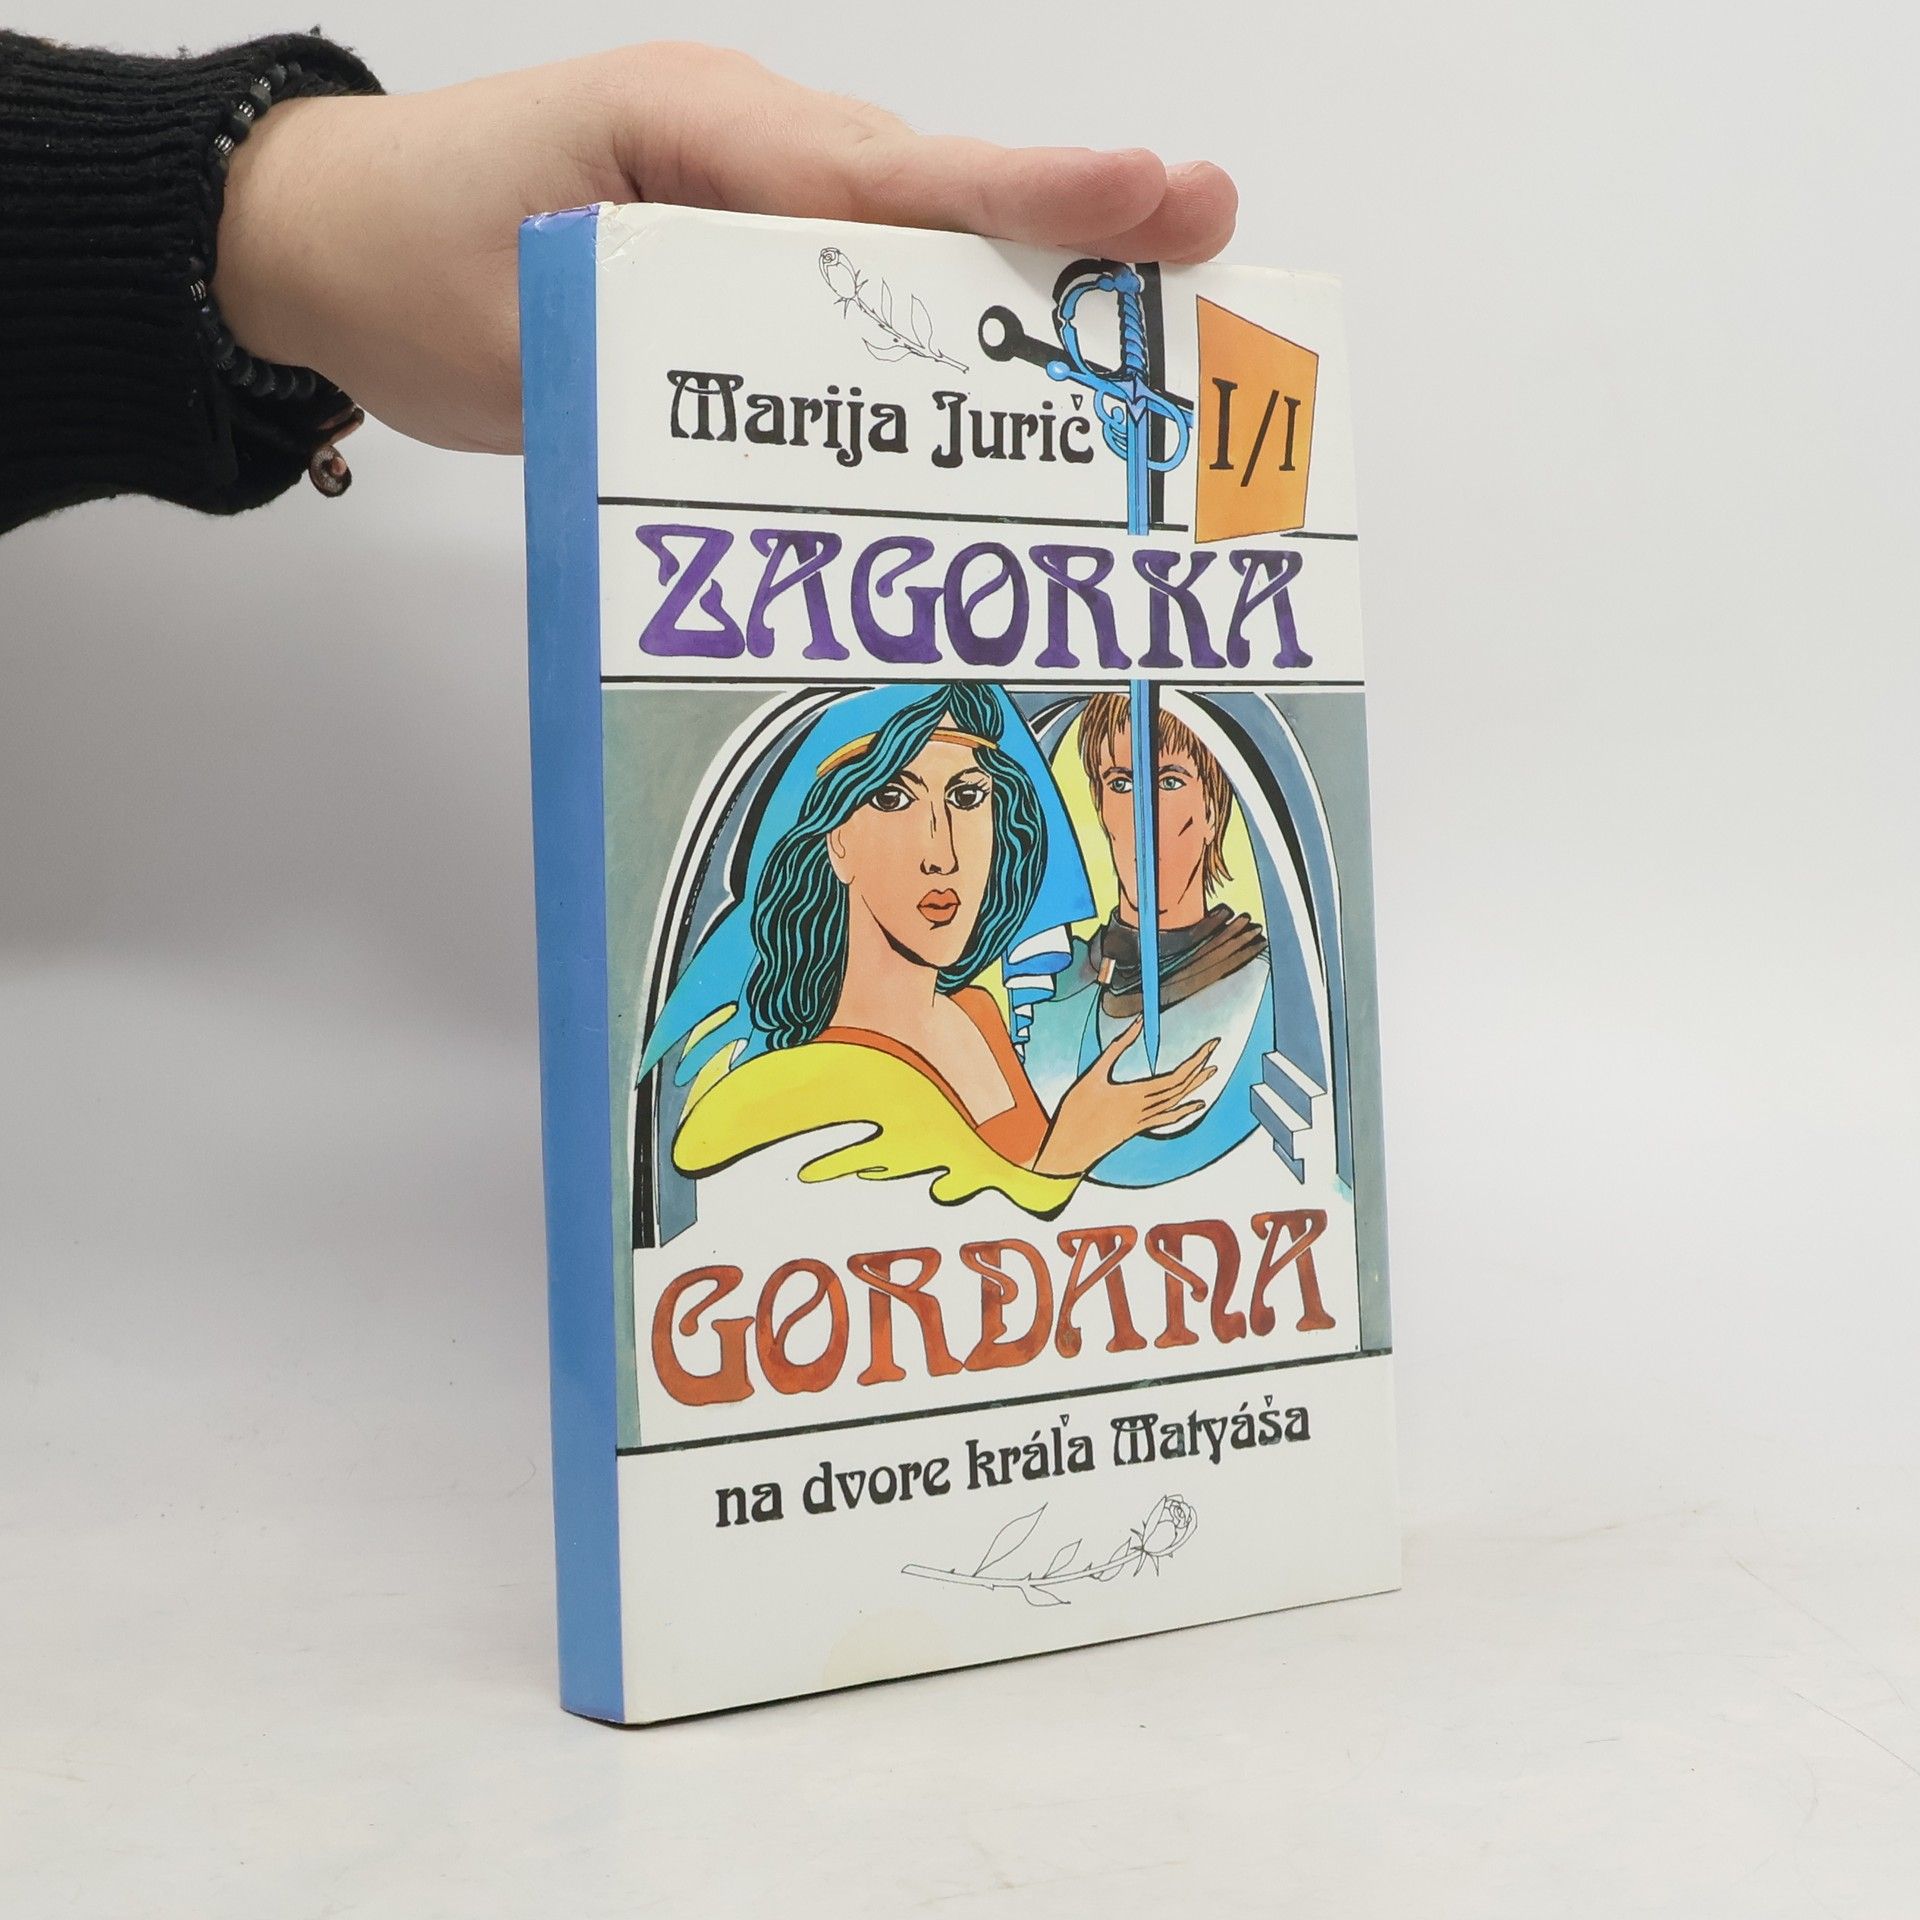 Marija Jurič
I/I
ZAGORKA
GORDANA
na dvore kráľa Matyáša